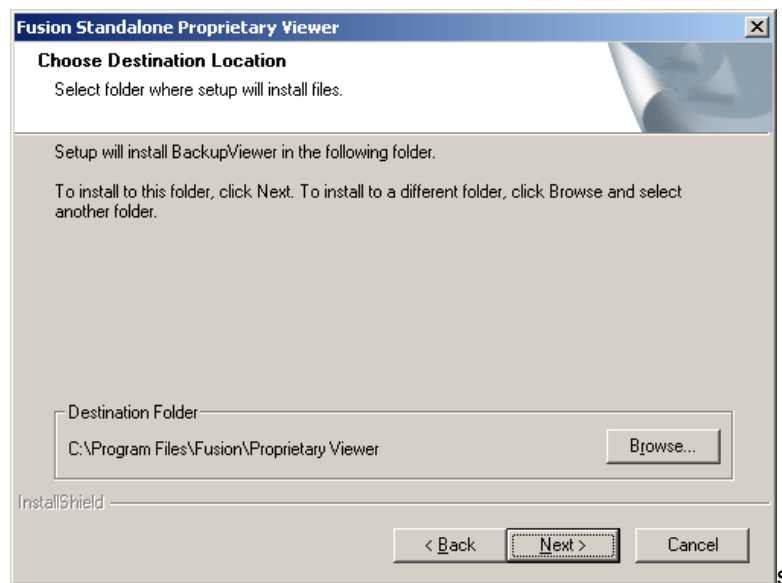 Fusion Standalone Proprietary Viewer
Choose Destination Location
Select folder where setup will install files.
Setup will install BackupViewer in the following folder.
To install to this folder, click Next. To install to a different folder, click Browse and select
another folder.
Destination Folder
C:\Program Files\Fusion\Proprietary Viewer
Browse...
InstallShield
< Back
Next >
Cancel